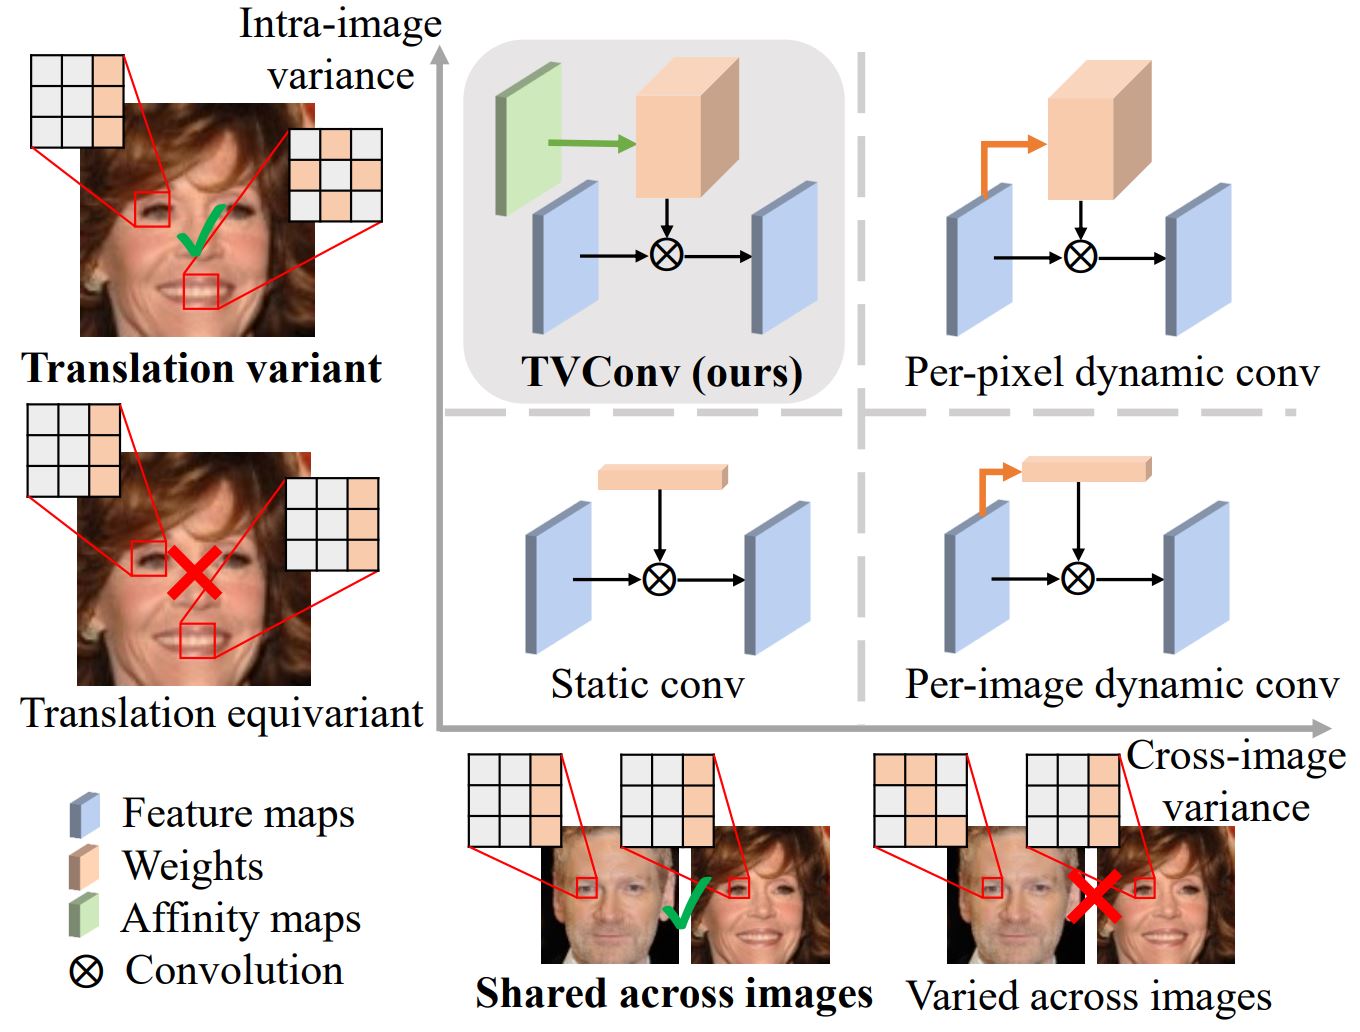 Intra-image
variance
TVConv (ours)
Per-pixel dynamic conv
Translation variant
Static conv
Per-image dynamic conv
Translation equivariant
Cross-image
variance
Feature maps
Weights
Affinity maps
Convolution
Shared across images
Varied across images